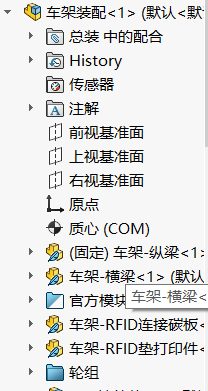 车架装配<1> (默认<默
总装 中的配合
History
传感器
注解
前视基准面
上视基准面
右视基准面
原点
质心 (COM)
(固定) 车架-纵梁<1>
车架-横梁<1> (默认
车架-横梁<
官方模块
车架-RFID连接碳板<
车架-RFID垫打印件<
轮组